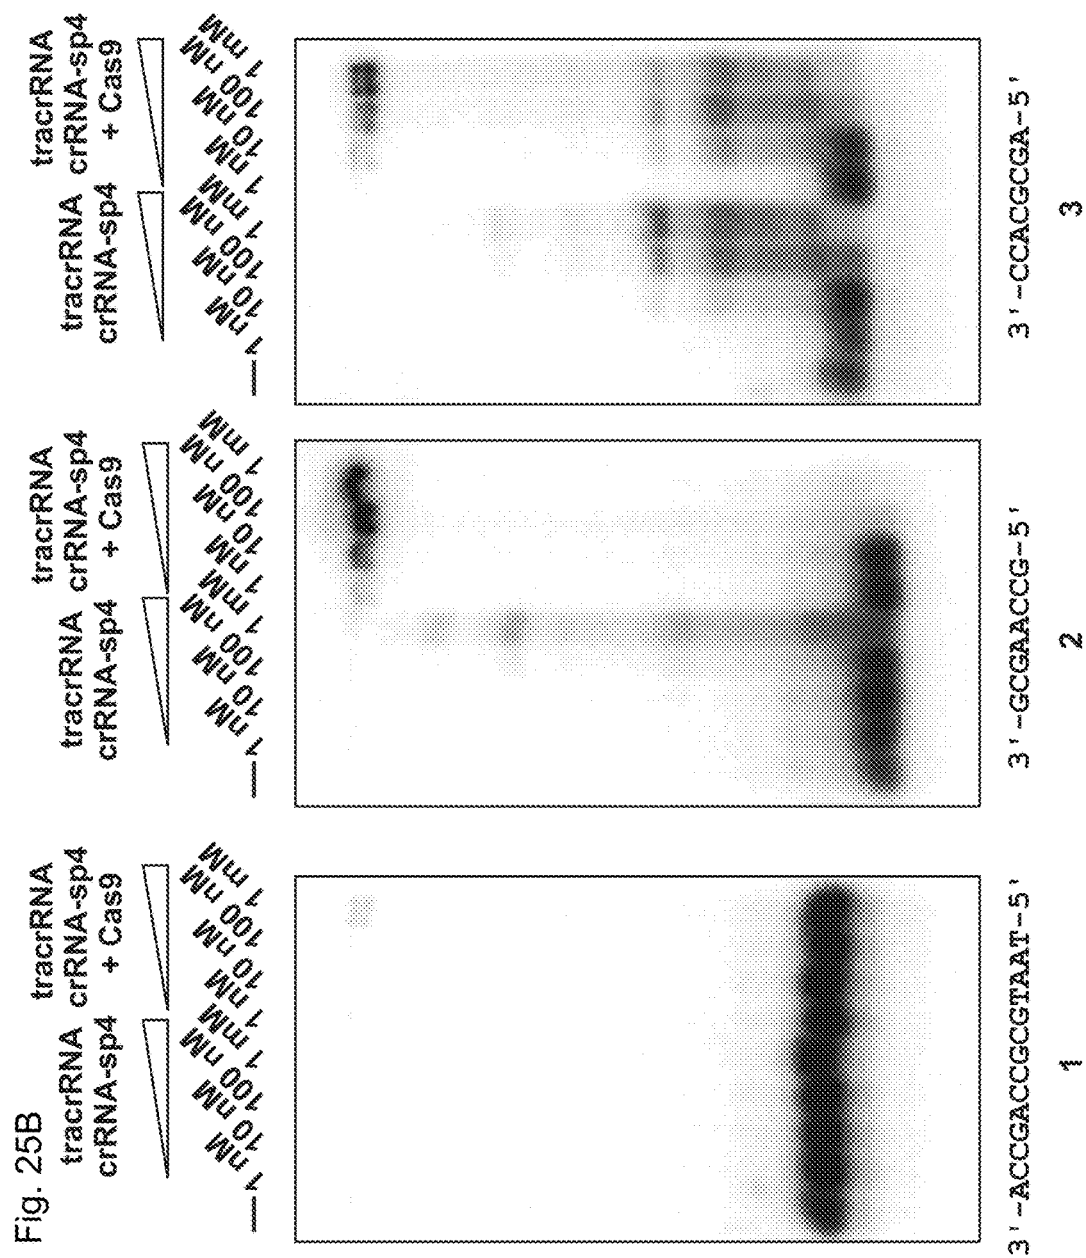 Fig. 25B
tracrRNA
crRNA-sp4
tracrRNA
crRNA-sp4
+ Cas9
—
1 nM
10 nM
100 nM
1 mM
1 nM
10 nM
100 nM
1 mM
3'-ACCGACCGCGTAAT-5'
1
tracrRNA
crRNA-sp4
tracrRNA
crRNA-sp4
+ Cas9
—
1 nM
10 nM
100 nM
1 mM
1 nM
10 nM
100 nM
1 mM
3'-GCGAACCG-5'
2
tracrRNA
crRNA-sp4
tracrRNA
crRNA-sp4
+ Cas9
—
1 nM
10 nM
100 nM
1 mM
1 nM
10 nM
100 nM
1 mM
3'-CCACGCGA-5'
3